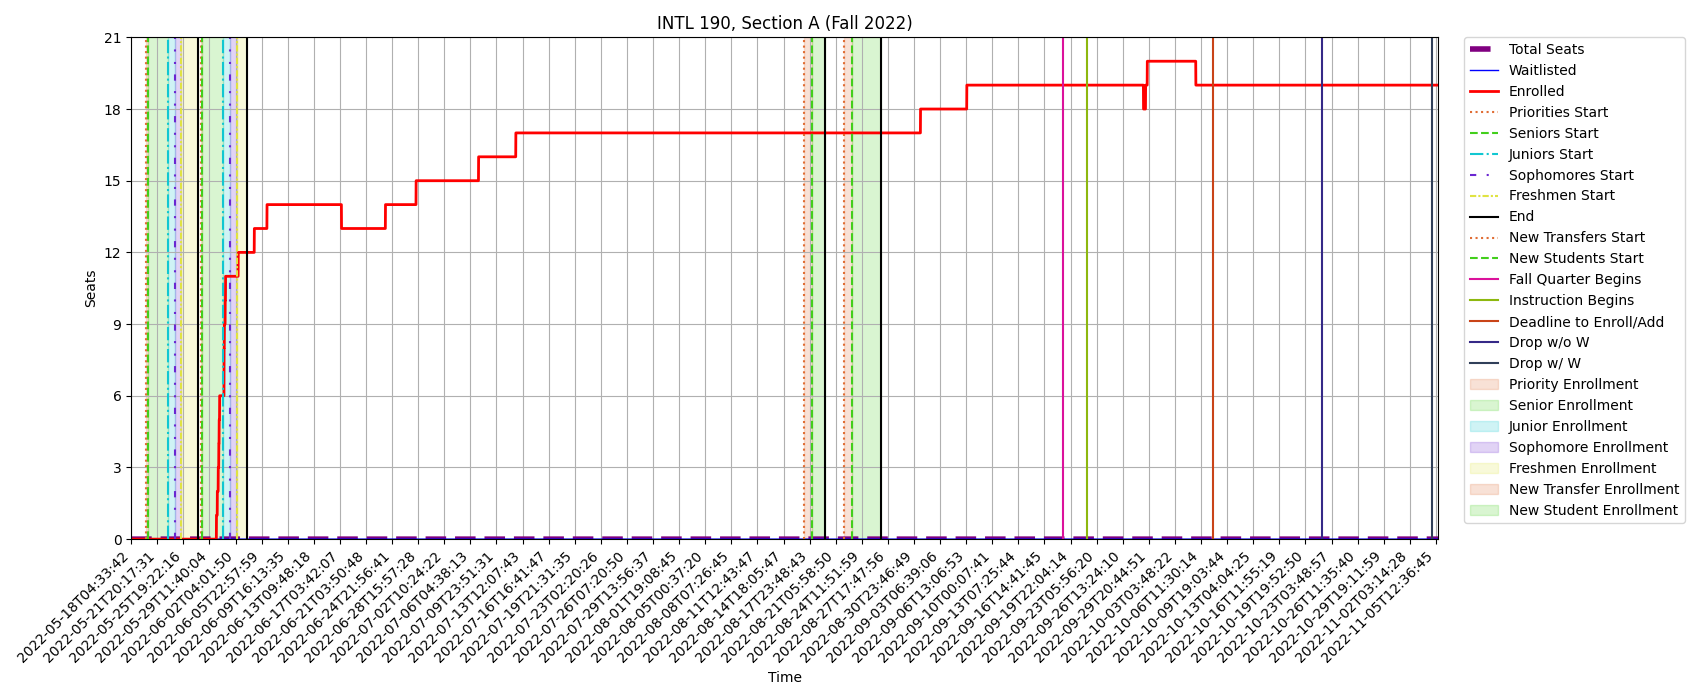 INTL 190, Section A (Fall 2022)
21
18
15
12
9
6
3
0
Seats
2022-05-18T04:33:42
2022-05-21T20:17:31
2022-05-25T19:22:16
2022-05-29T11:40:04
2022-06-02T04:01:50
2022-06-05T22:57:59
2022-06-09T16:13:35
2022-06-13T09:48:18
2022-06-17T03:42:07
2022-06-21T03:50:48
2022-06-24T21:56:41
2022-06-28T15:57:28
2022-07-02T10:24:22
2022-07-06T04:38:13
2022-07-09T23:51:31
2022-07-13T12:07:43
2022-07-16T16:41:47
2022-07-19T21:31:35
2022-07-23T02:20:26
2022-07-26T07:20:50
2022-07-29T13:56:37
2022-08-01T19:08:45
2022-08-05T00:37:20
2022-08-08T07:26:45
2022-08-11T12:43:47
2022-08-14T18:05:47
2022-08-17T23:48:43
2022-08-21T05:58:50
2022-08-24T11:51:59
2022-08-27T17:47:56
2022-08-30T23:46:49
2022-09-03T06:39:06
2022-09-06T13:06:53
2022-09-10T00:07:41
2022-09-13T07:25:44
2022-09-16T14:41:45
2022-09-19T22:04:14
2022-09-23T05:56:20
2022-09-26T13:24:10
2022-09-29T20:44:51
2022-10-03T03:48:22
2022-10-06T11:30:14
2022-10-09T19:03:44
2022-10-13T04:04:25
2022-10-16T11:55:19
2022-10-19T19:52:50
2022-10-23T03:48:57
2022-10-26T11:35:40
2022-10-29T19:11:59
2022-11-02T03:14:28
2022-11-05T12:36:45
Time
Total Seats
Waitlisted
Enrolled
Priorities Start
Seniors Start
Juniors Start
Sophomores Start
Freshmen Start
End
New Transfers Start
New Students Start
Fall Quarter Begins
Instruction Begins
Deadline to Enroll/Add
Drop w/o W
Drop w/ W
Priority Enrollment
Senior Enrollment
Junior Enrollment
Sophomore Enrollment
Freshmen Enrollment
New Transfer Enrollment
New Student Enrollment